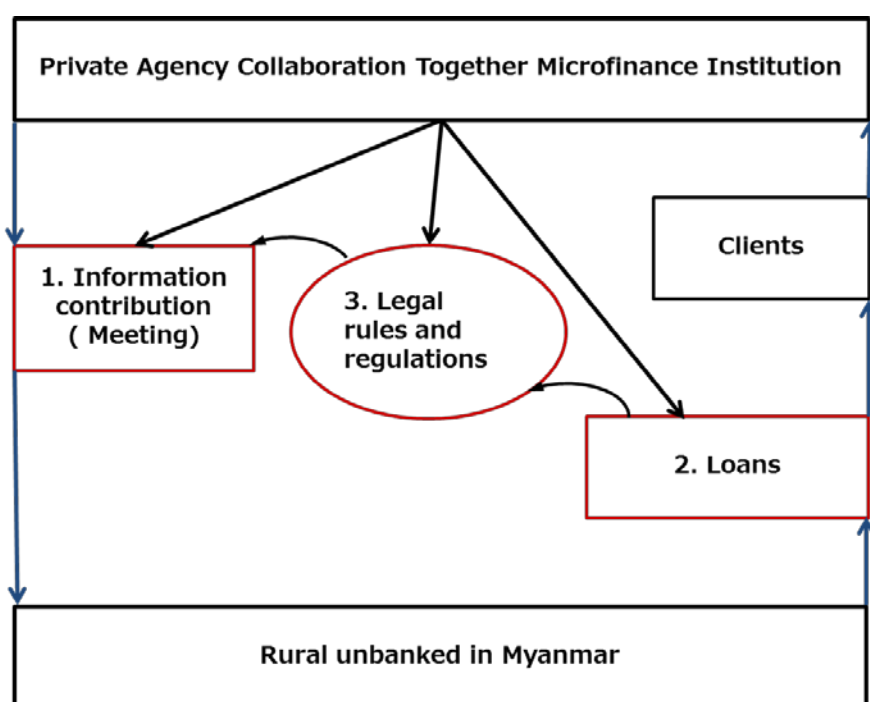 Private Agency Collaboration Together Microfinance Institution
Clients
1. Information
contribution
( Meeting)
3. Legal
rules and
regulations
2. Loans
Rural unbanked in Myanmar